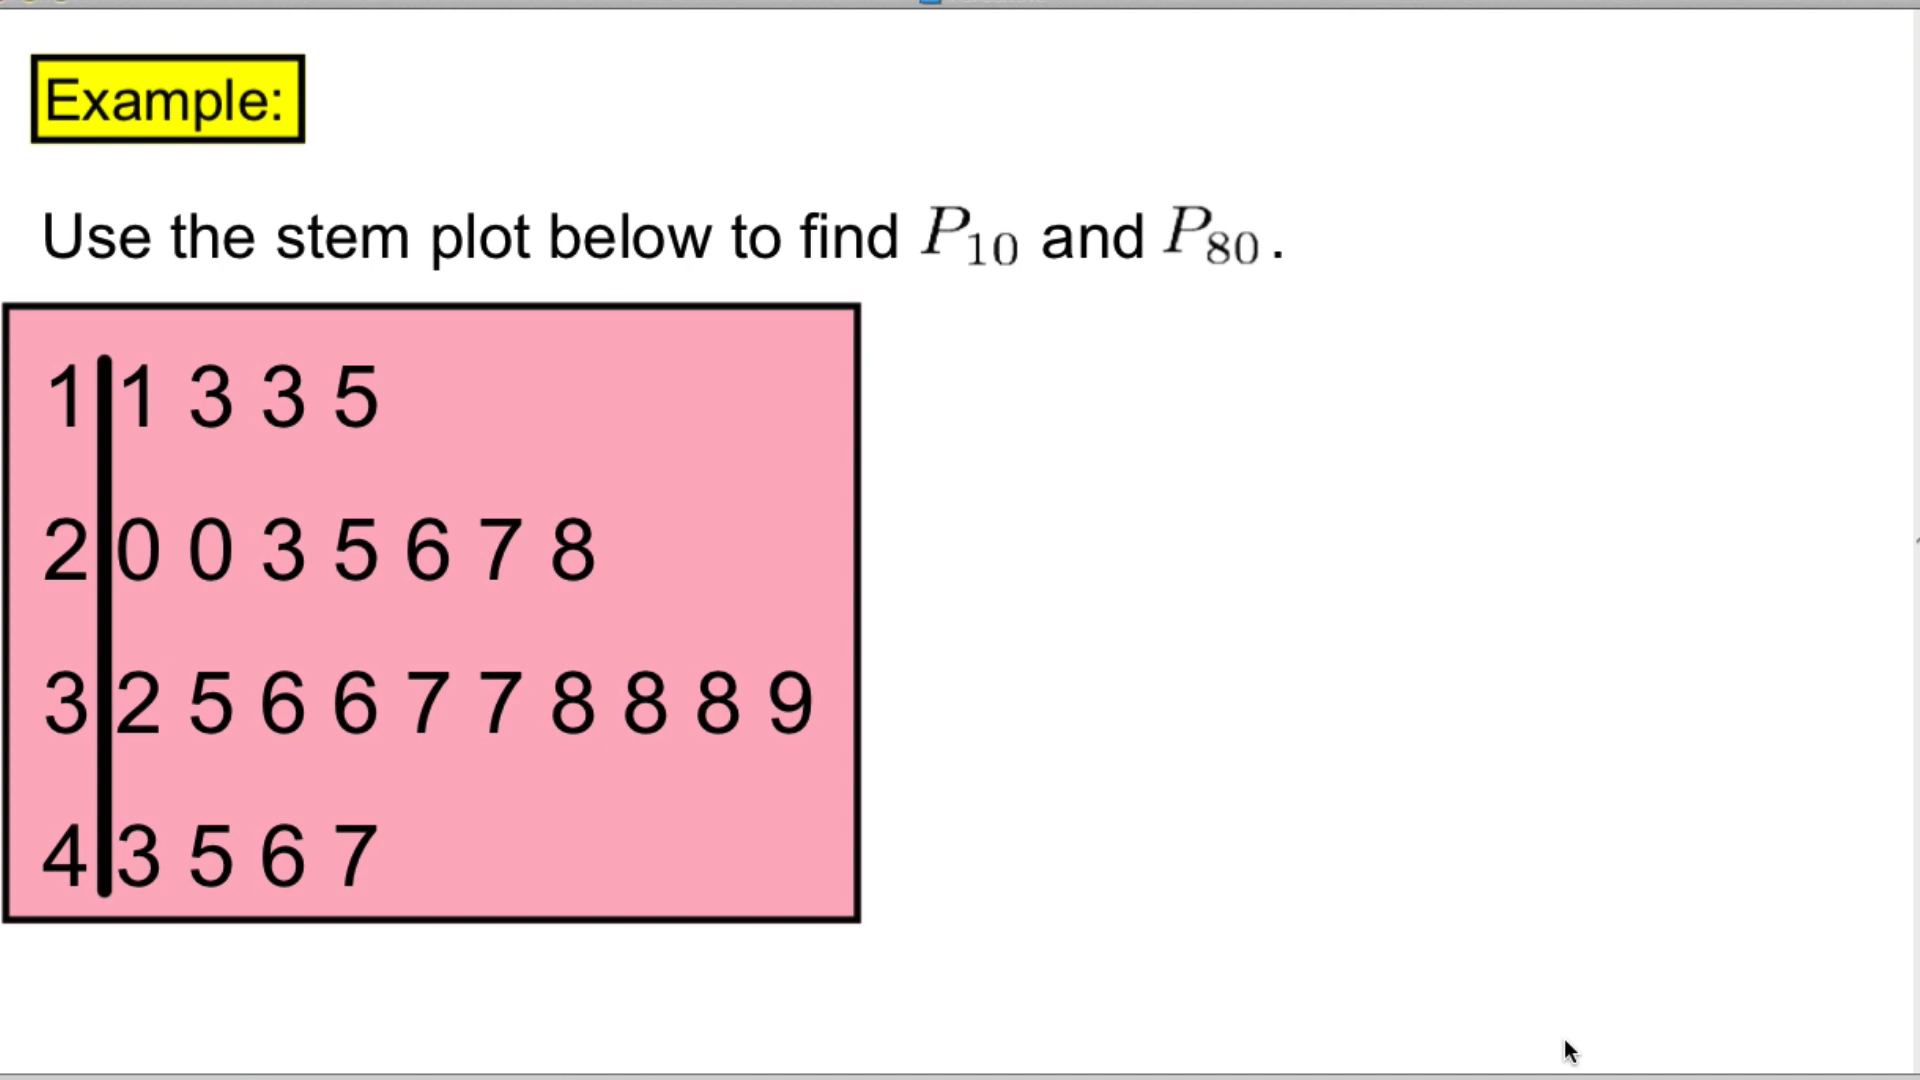 Example:
Use the stem plot below to find P₁₀ and P₈₀.
1 1 3 3 5
2 0 0 3 5 6 7 8
3 2 5 6 6 7 7 8 8 8 9
4 3 5 6 7